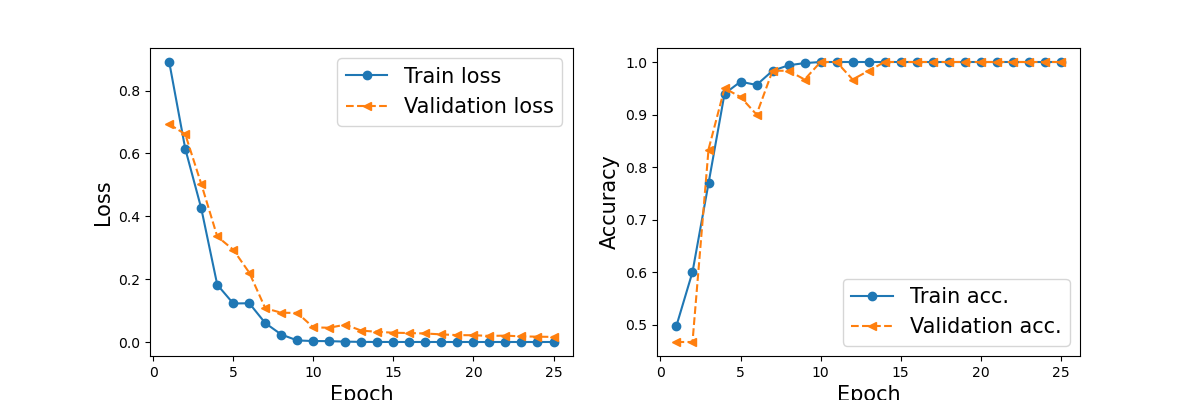 Train loss
Validation loss
0.8
0.6
0.4
0.2
0.0
Loss
0 5 10 15 20 25
Epoch
1.0
0.9
0.8
0.7
0.6
0.5
Accuracy
Train acc.
Validation acc.
0 5 10 15 20 25
Epoch